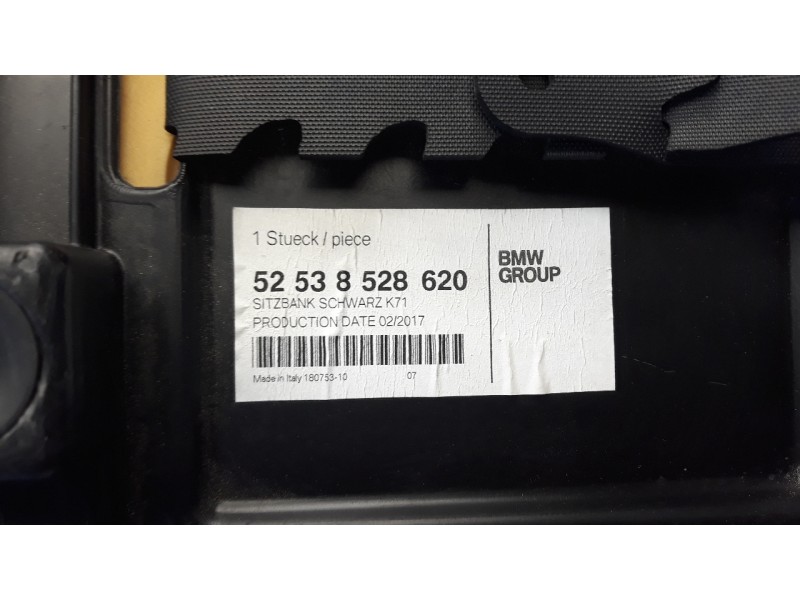 1 Stueck / piece
52 53 8 528 620
SITZBANK SCHWARZ K71
PRODUCTION DATE 02/2017
Made in Italy 180753-10 07
BMW
GROUP